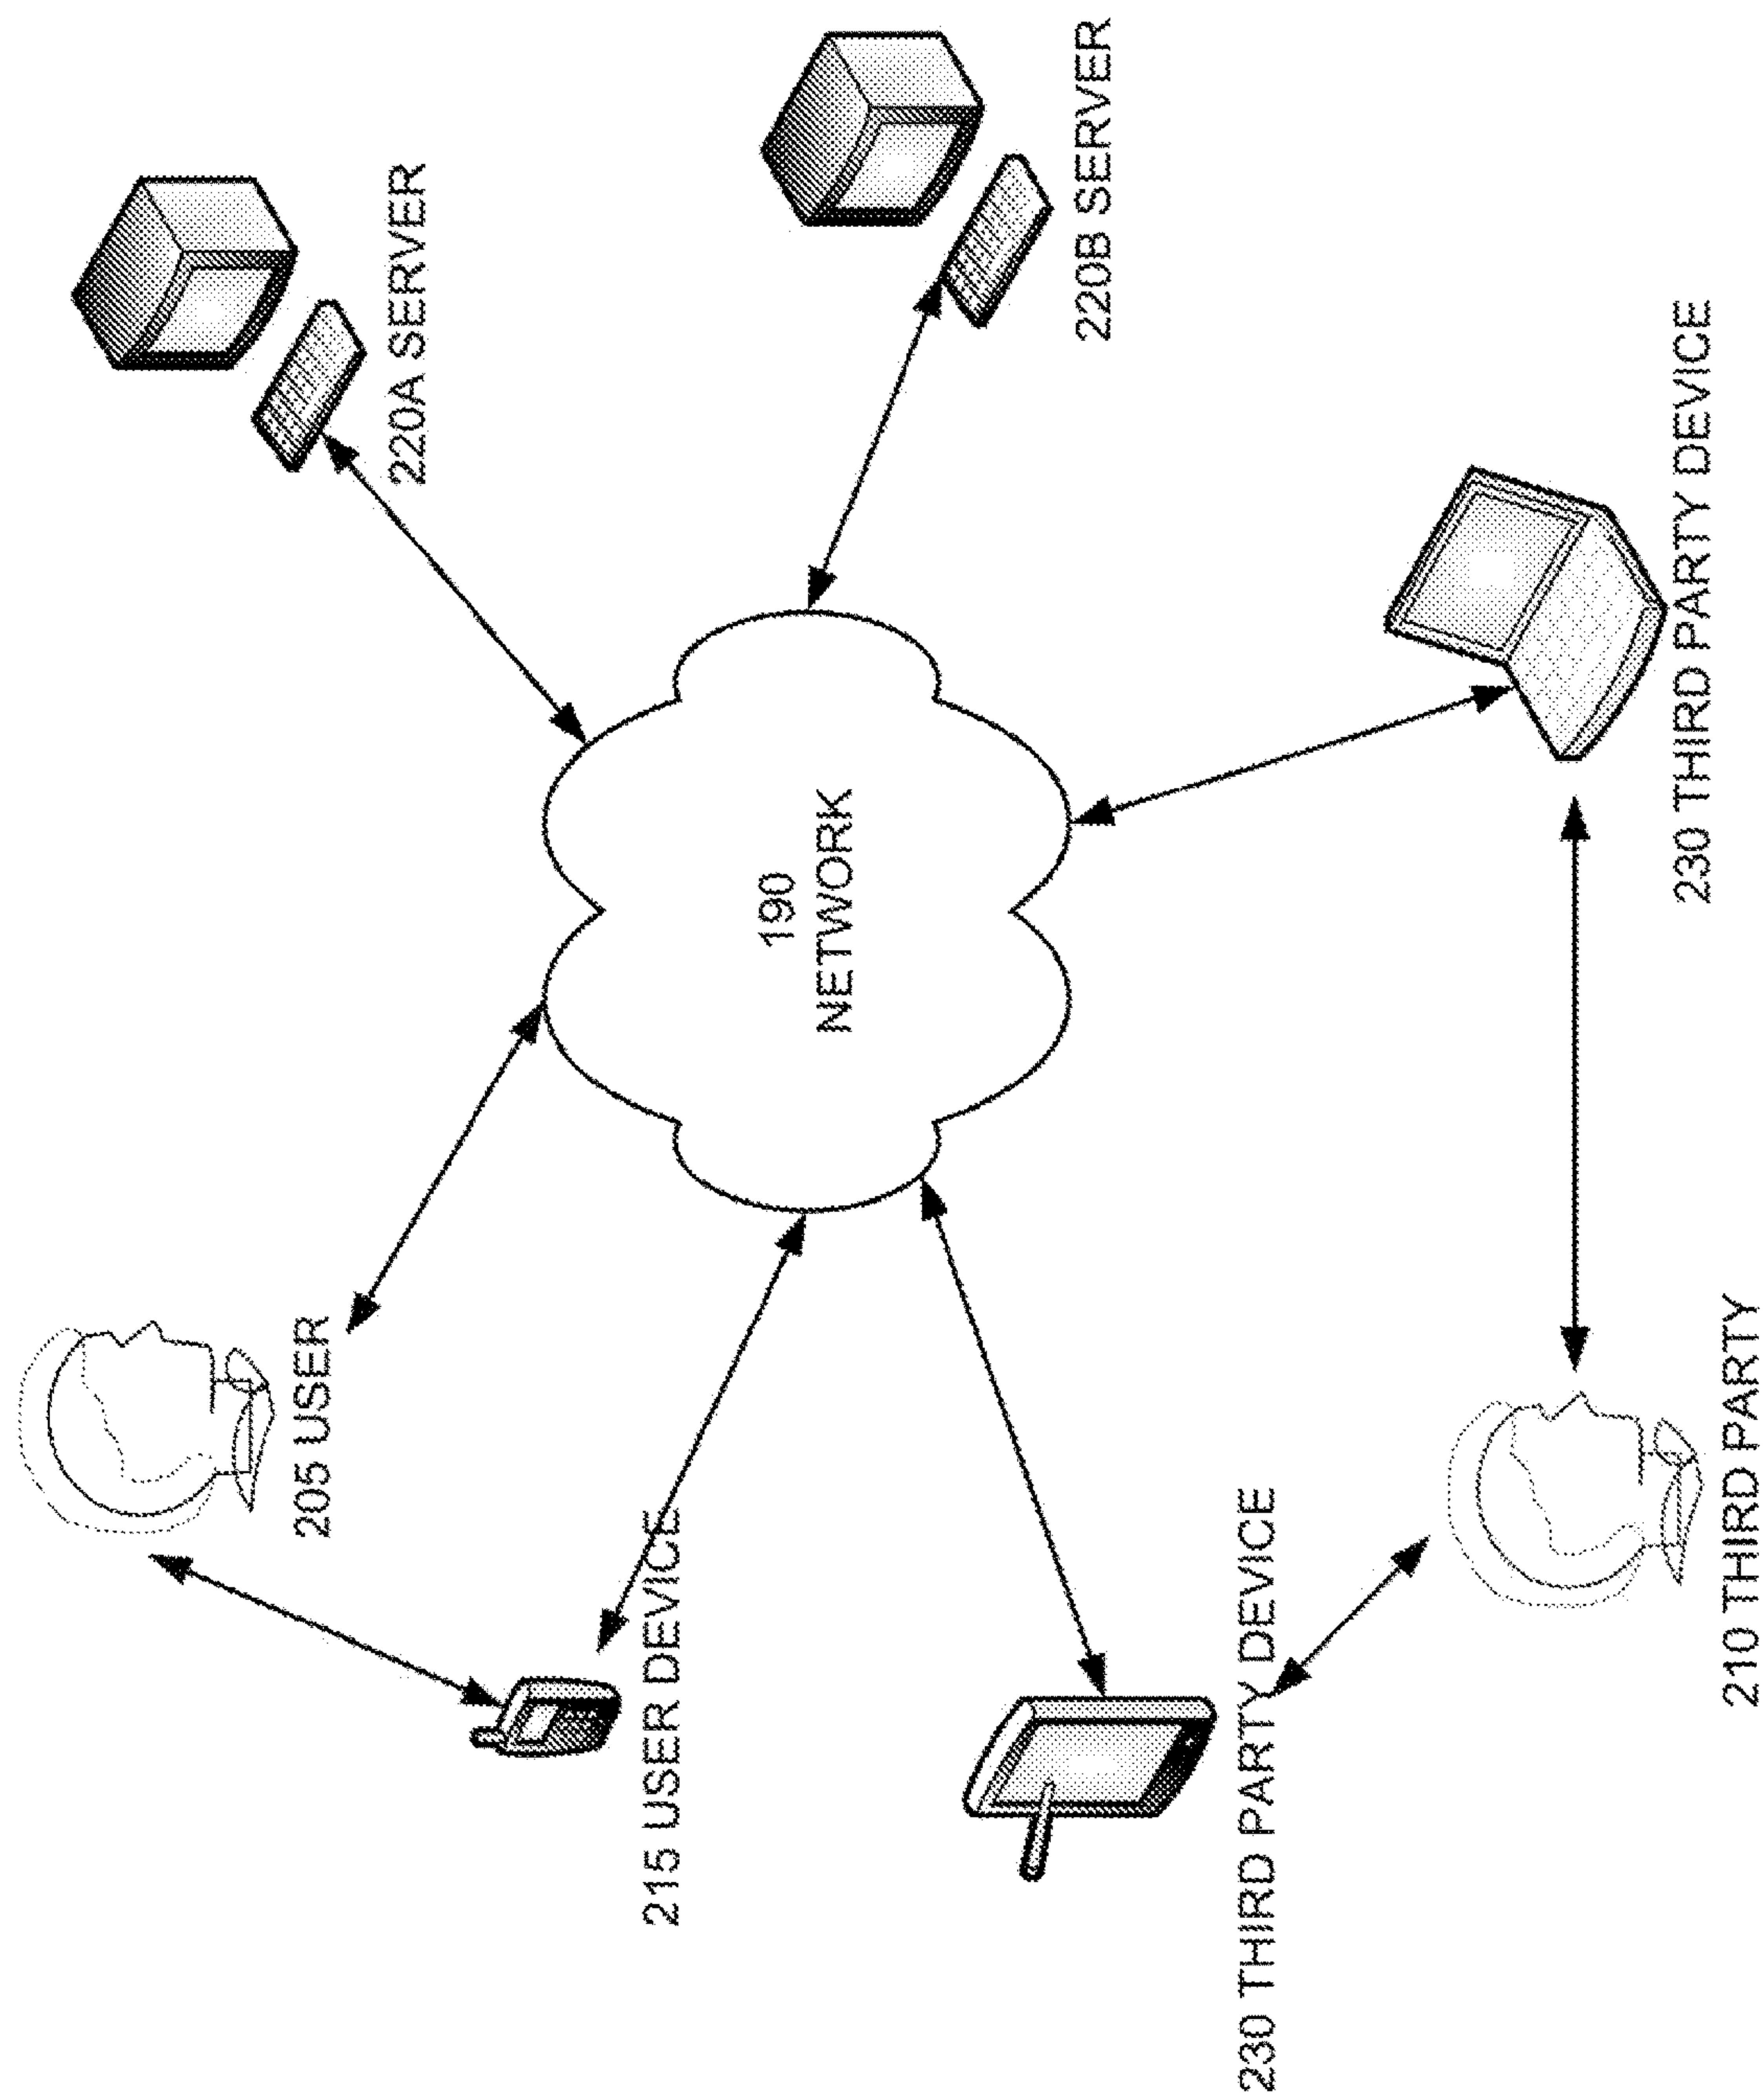 205 USER
220A SERVER
215 USER DEVICE
190
NETWORK
220B SERVER
230 THIRD PARTY DEVICE
210 THIRD PARTY
230 THIRD PARTY DEVICE